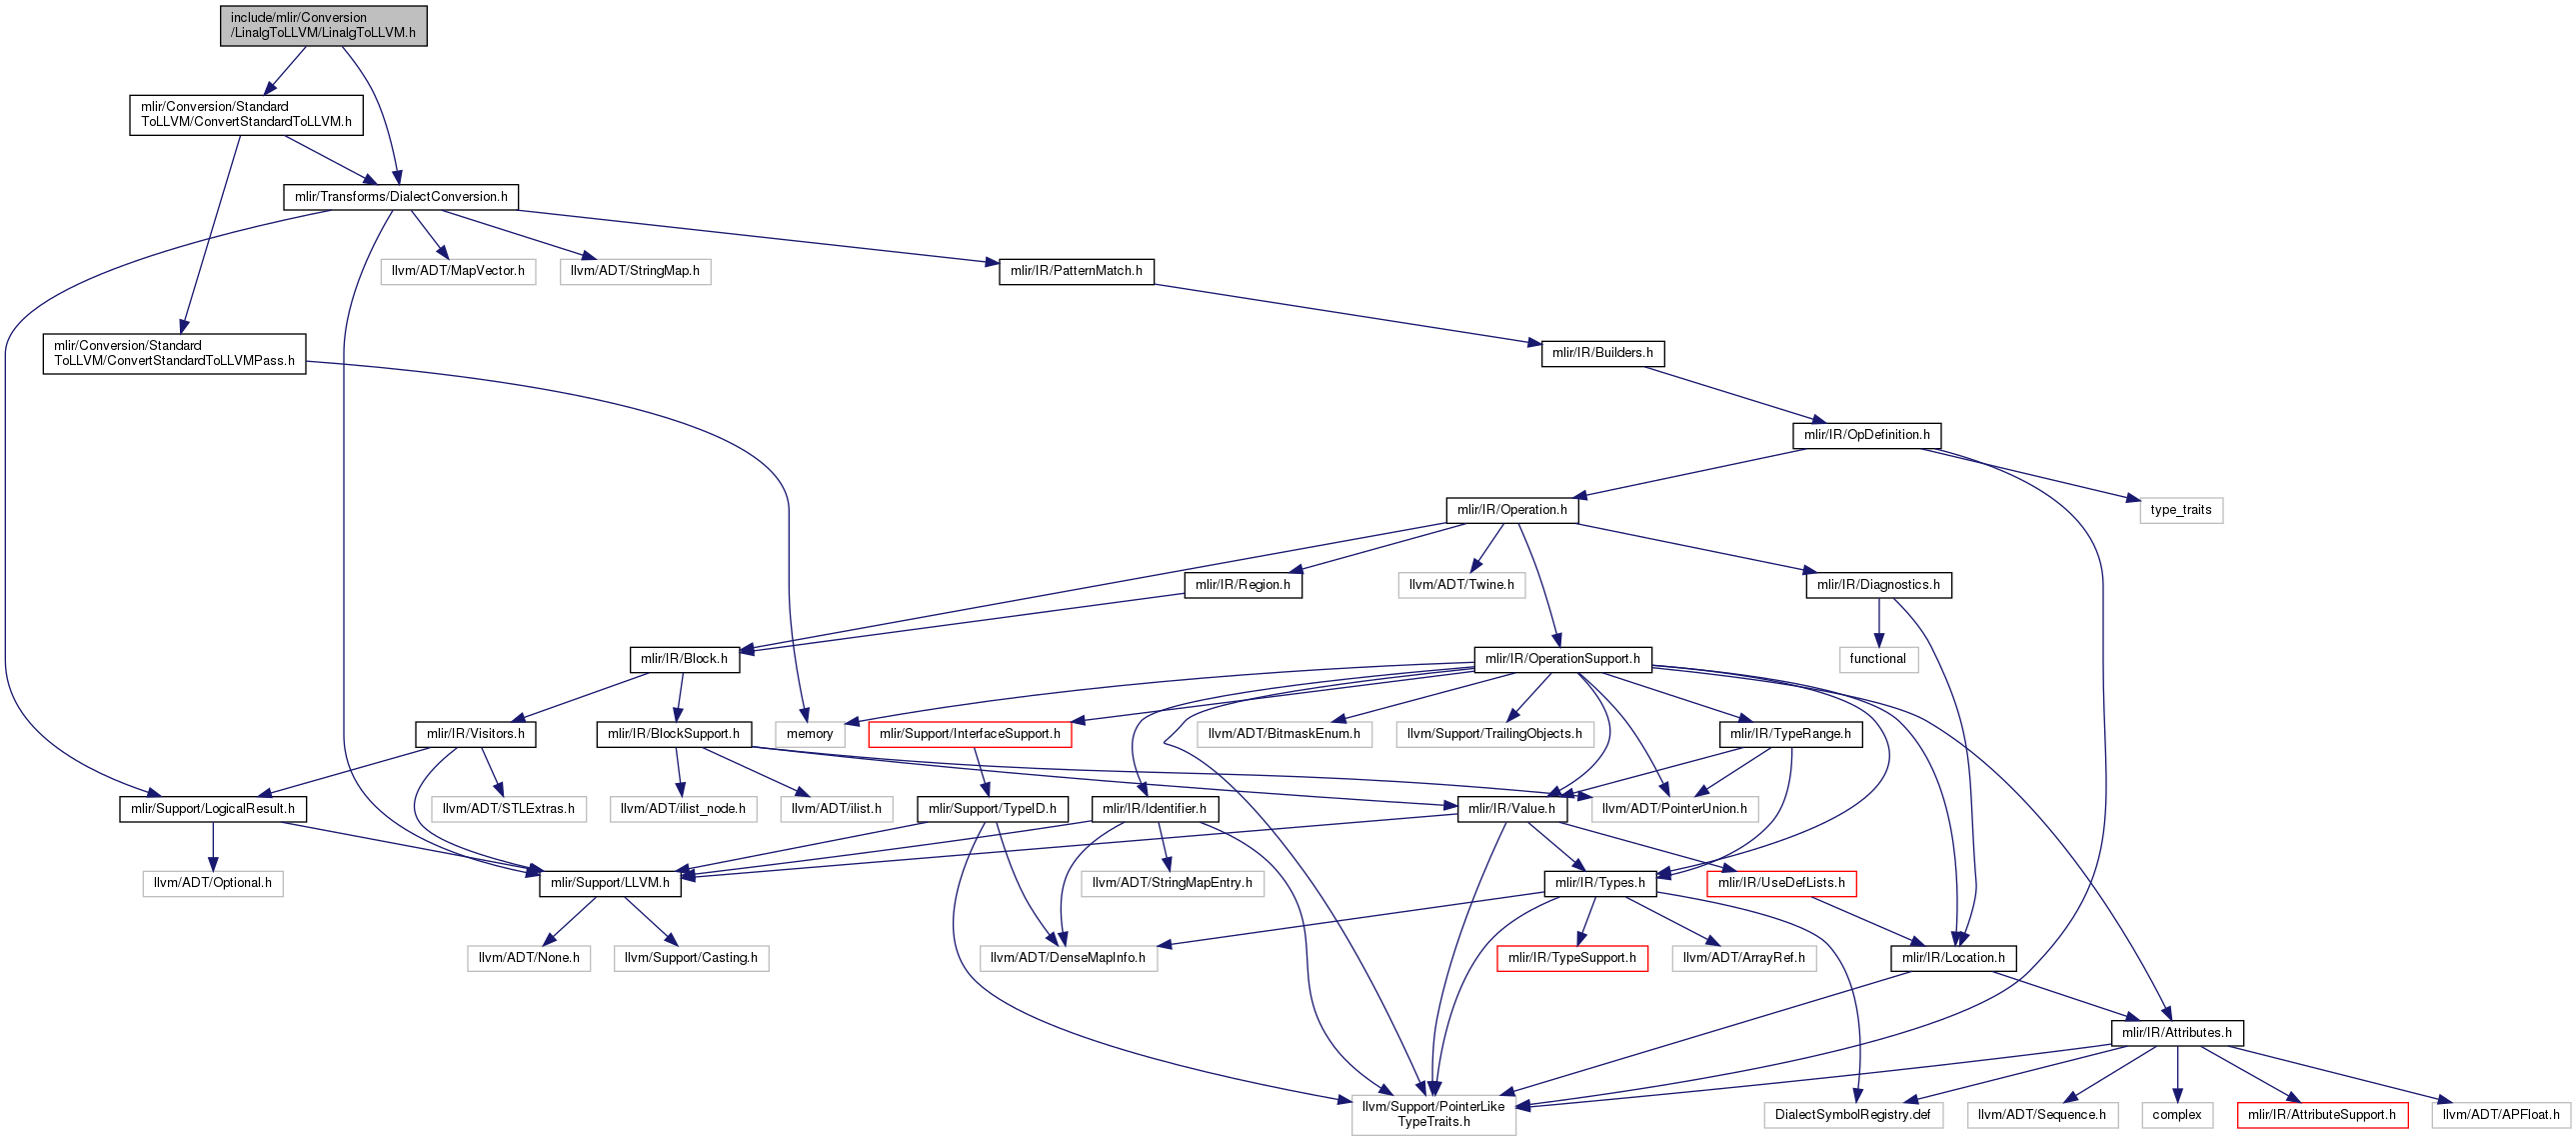 include/mlir/Conversion
/LinalgToLLVM/LinalgToLLVM.h
mlir/Conversion/Standard
ToLLVM/ConvertStandardToLLVM.h
mlir/Transforms/DialectConversion.h
llvm/ADT/MapVector.h
llvm/ADT/StringMap.h
mlir/IR/PatternMatch.h
mlir/Conversion/Standard
ToLLVM/ConvertStandardToLLVMPass.h
mlir/IR/Builders.h
mlir/IR/OpDefinition.h
mlir/IR/Operation.h
type_traits
mlir/IR/Region.h
llvm/ADT/Twine.h
mlir/IR/Diagnostics.h
mlir/IR/Block.h
mlir/IR/OperationSupport.h
functional
mlir/IR/Visitors.h
mlir/IR/BlockSupport.h
memory
mlir/Support/InterfaceSupport.h
llvm/ADT/BitmaskEnum.h
llvm/Support/TrailingObjects.h
mlir/IR/TypeRange.h
mlir/Support/LogicalResult.h
llvm/ADT/STLExtras.h
llvm/ADT/ilist_node.h
llvm/ADT/ilist.h
mlir/Support/TypeID.h
mlir/IR/Identifier.h
mlir/IR/Value.h
llvm/ADT/PointerUnion.h
llvm/ADT/Optional.h
mlir/Support/LLVM.h
llvm/ADT/StringMapEntry.h
mlir/IR/Types.h
mlir/IR/UseDefLists.h
llvm/ADT/None.h
llvm/Support/Casting.h
llvm/ADT/DenseMapInfo.h
mlir/IR/TypeSupport.h
llvm/ADT/ArrayRef.h
mlir/IR/Location.h
mlir/IR/Attributes.h
llvm/Support/PointerLike
TypeTraits.h
DialectSymbolRegistry.def
llvm/ADT/Sequence.h
complex
mlir/IR/AttributeSupport.h
llvm/ADT/APFloat.h